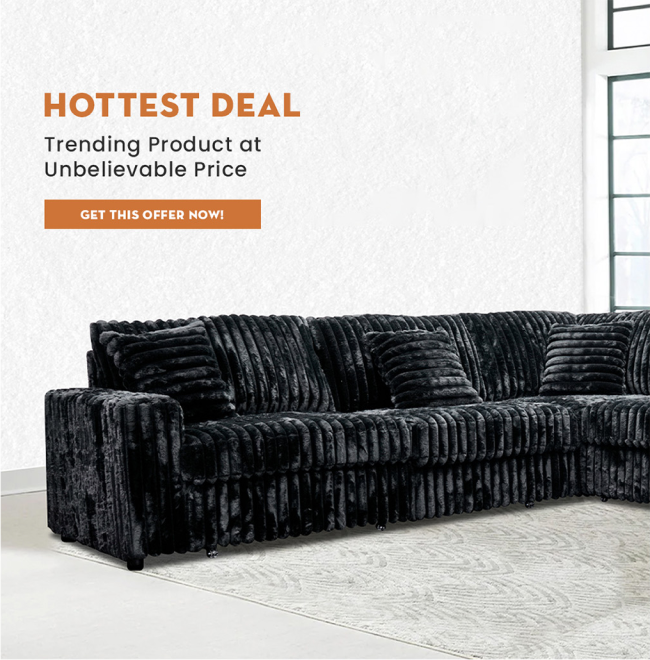 HOTTEST DEAL
Trending Product at
Unbelievable Price
GET THIS OFFER NOW!